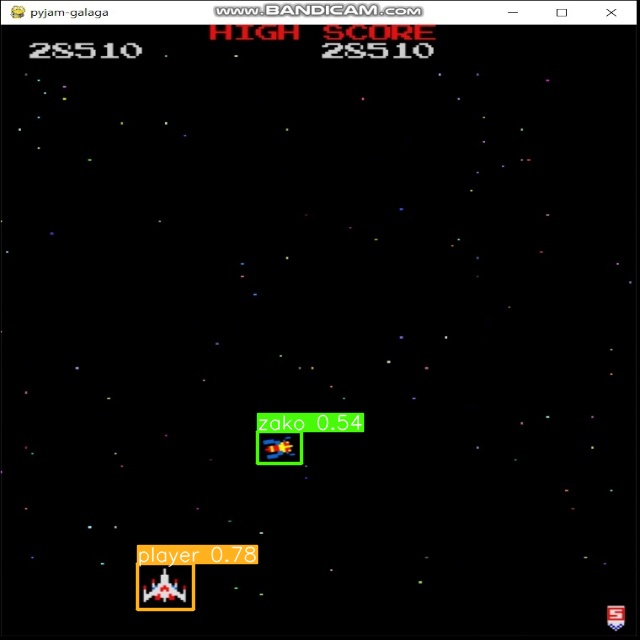 pyjam-galaga
www.BANDICAM.com
HIGH SCORE
28510 28510
zako 0.54
player 0.78
5